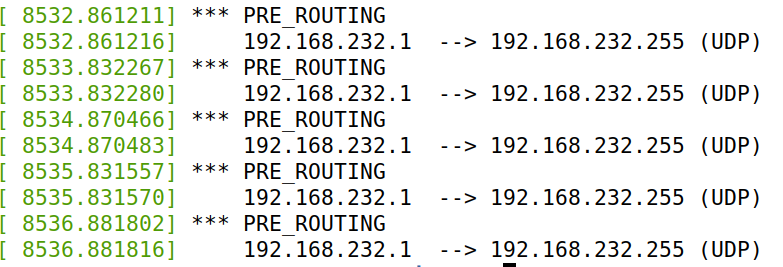 [ 8532.861211] *** PRE_ROUTING
[ 8532.861216]     192.168.232.1  --> 192.168.232.255 (UDP)
[ 8533.832267] *** PRE_ROUTING
[ 8533.832280]     192.168.232.1  --> 192.168.232.255 (UDP)
[ 8534.870466] *** PRE_ROUTING
[ 8534.870483]     192.168.232.1  --> 192.168.232.255 (UDP)
[ 8535.831557] *** PRE_ROUTING
[ 8535.831570]     192.168.232.1  --> 192.168.232.255 (UDP)
[ 8536.881802] *** PRE_ROUTING
[ 8536.881816]     192.168.232.1  --> 192.168.232.255 (UDP)